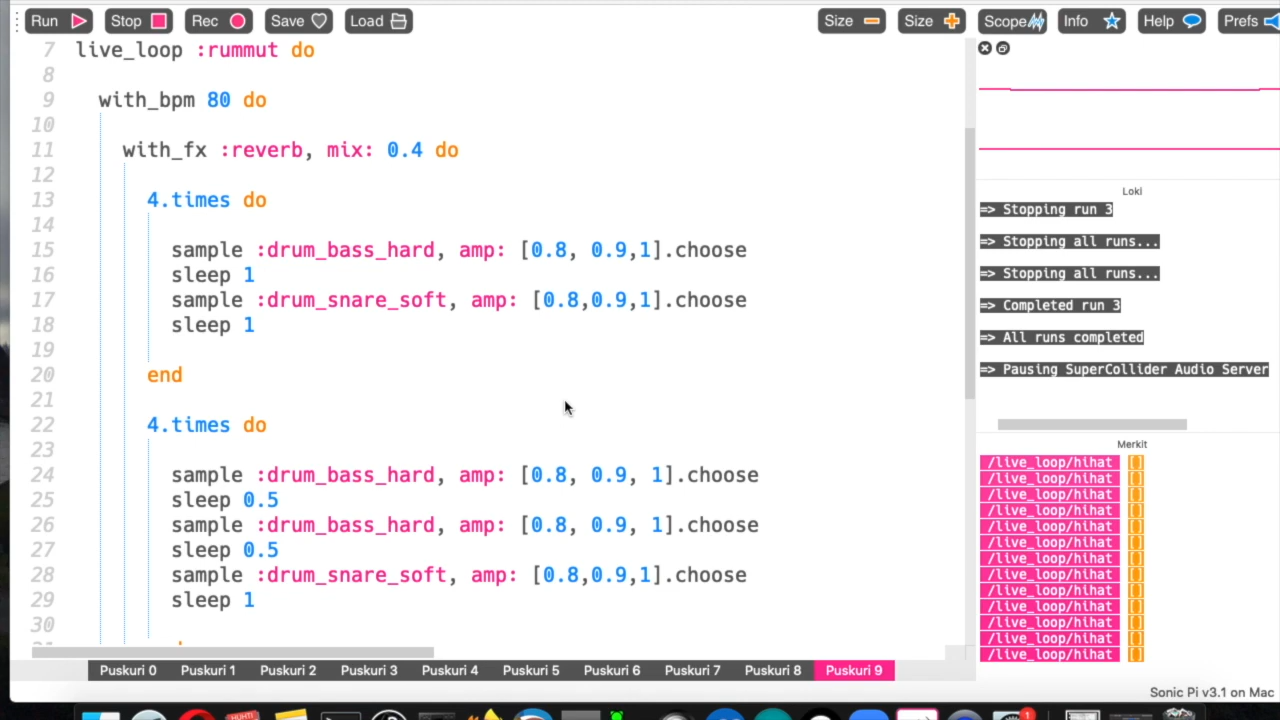 Run Stop Rec Save Load Size Size Scope Info Help Prefs
7 live_loop :rummut do
8
9 with_bpm 80 do
10
11 with_fx :reverb, mix: 0.4 do
12
13 4.times do
14
15 sample :drum_bass_hard, amp: [0.8, 0.9,1].choose
16 sleep 1
17 sample :drum_snare_soft, amp: [0.8,0.9,1].choose
18 sleep 1
19
20 end
21
22 4.times do
23
24 sample :drum_bass_hard, amp: [0.8, 0.9, 1].choose
25 sleep 0.5
26 sample :drum_bass_hard, amp: [0.8, 0.9, 1].choose
27 sleep 0.5
28 sample :drum_snare_soft, amp: [0.8,0.9,1].choose
29 sleep 1
30
Loki
=> Stopping run 3
=> Stopping all runs...
=> Stopping all runs...
=> Completed run 3
=> All runs completed
=> Pausing SuperCollider Audio Server
Merkit
/live_loop/hihat []
/live_loop/hihat []
/live_loop/hihat []
/live_loop/hihat []
/live_loop/hihat []
/live_loop/hihat []
/live_loop/hihat []
/live_loop/hihat []
/live_loop/hihat []
/live_loop/hihat []
/live_loop/hihat []
/live_loop/hihat []
/live_loop/hihat []
Puskuri 0 Puskuri 1 Puskuri 2 Puskuri 3 Puskuri 4 Puskuri 5 Puskuri 6 Puskuri 7 Puskuri 8 Puskuri 9
Sonic Pi v3.1 on Mac
HUHTI
1